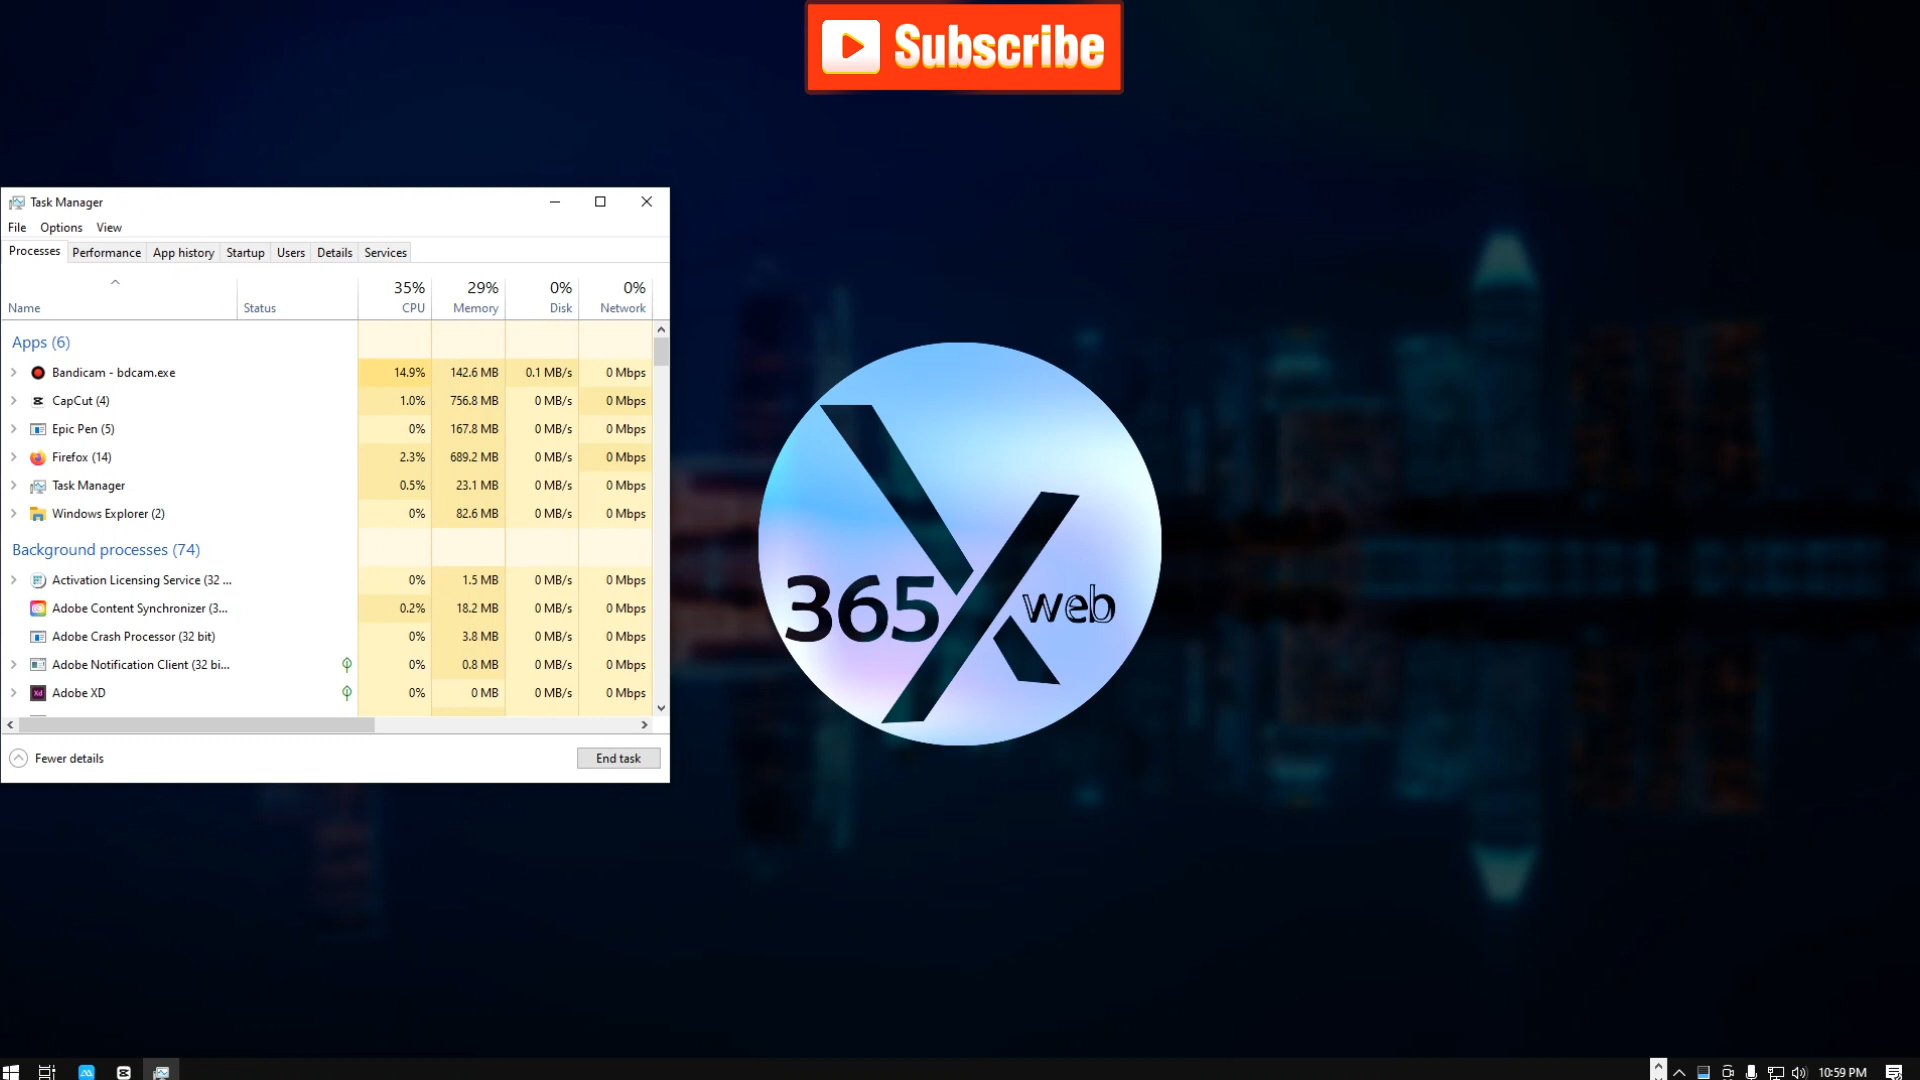 Subscribe
Task Manager
File Options View
Processes Performance App history Startup Users Details Services
35% 29% 0% 0%
Name Status CPU Memory Disk Network
Apps (6)
Bandicam - bdcam.exe 14.9% 142.6 MB 0.1 MB/s 0 Mbps
CapCut (4) 1.0% 756.8 MB 0 MB/s 0 Mbps
Epic Pen (5) 0% 167.8 MB 0 MB/s 0 Mbps
Firefox (14) 2.3% 689.2 MB 0 MB/s 0 Mbps
Task Manager 0.5% 23.1 MB 0 MB/s 0 Mbps
Windows Explorer (2) 0% 82.6 MB 0 MB/s 0 Mbps
Background processes (74)
Activation Licensing Service (32 ... 0% 1.5 MB 0 MB/s 0 Mbps
Adobe Content Synchronizer (3... 0.2% 18.2 MB 0 MB/s 0 Mbps
Adobe Crash Processor (32 bit) 0% 3.8 MB 0 MB/s 0 Mbps
Adobe Notification Client (32 bi... 0% 0.8 MB 0 MB/s 0 Mbps
Xd Adobe XD 0% 0 MB 0 MB/s 0 Mbps
Fewer details End task
365 X web
10:59 PM